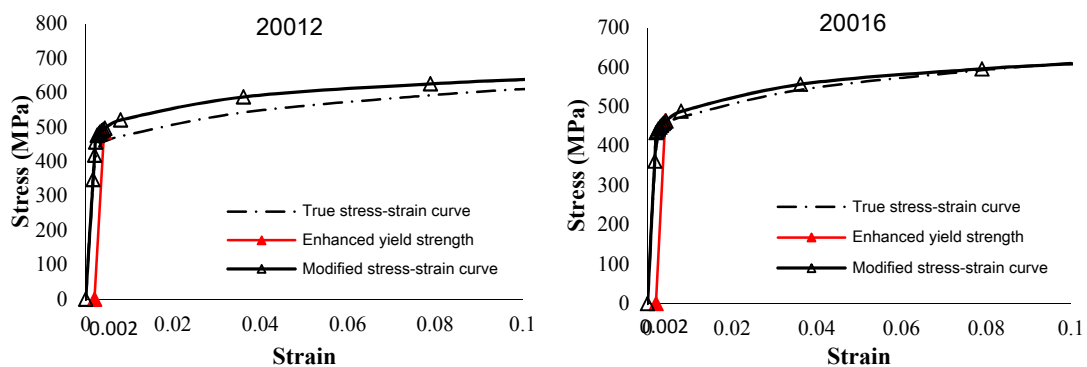 20012
Stress (MPa)
800
700
600
500
400
300
200
100
0
True stress-strain curve
Enhanced yield strength
Modified stress-strain curve
0 0.002 0.02 0.04 0.06 0.08 0.1
Strain
20016
Stress (MPa)
700
600
500
400
300
200
100
0
True stress-strain curve
Enhanced yield strength
Modified stress-strain curve
0 0.002 0.02 0.04 0.06 0.08 0.1
Strain